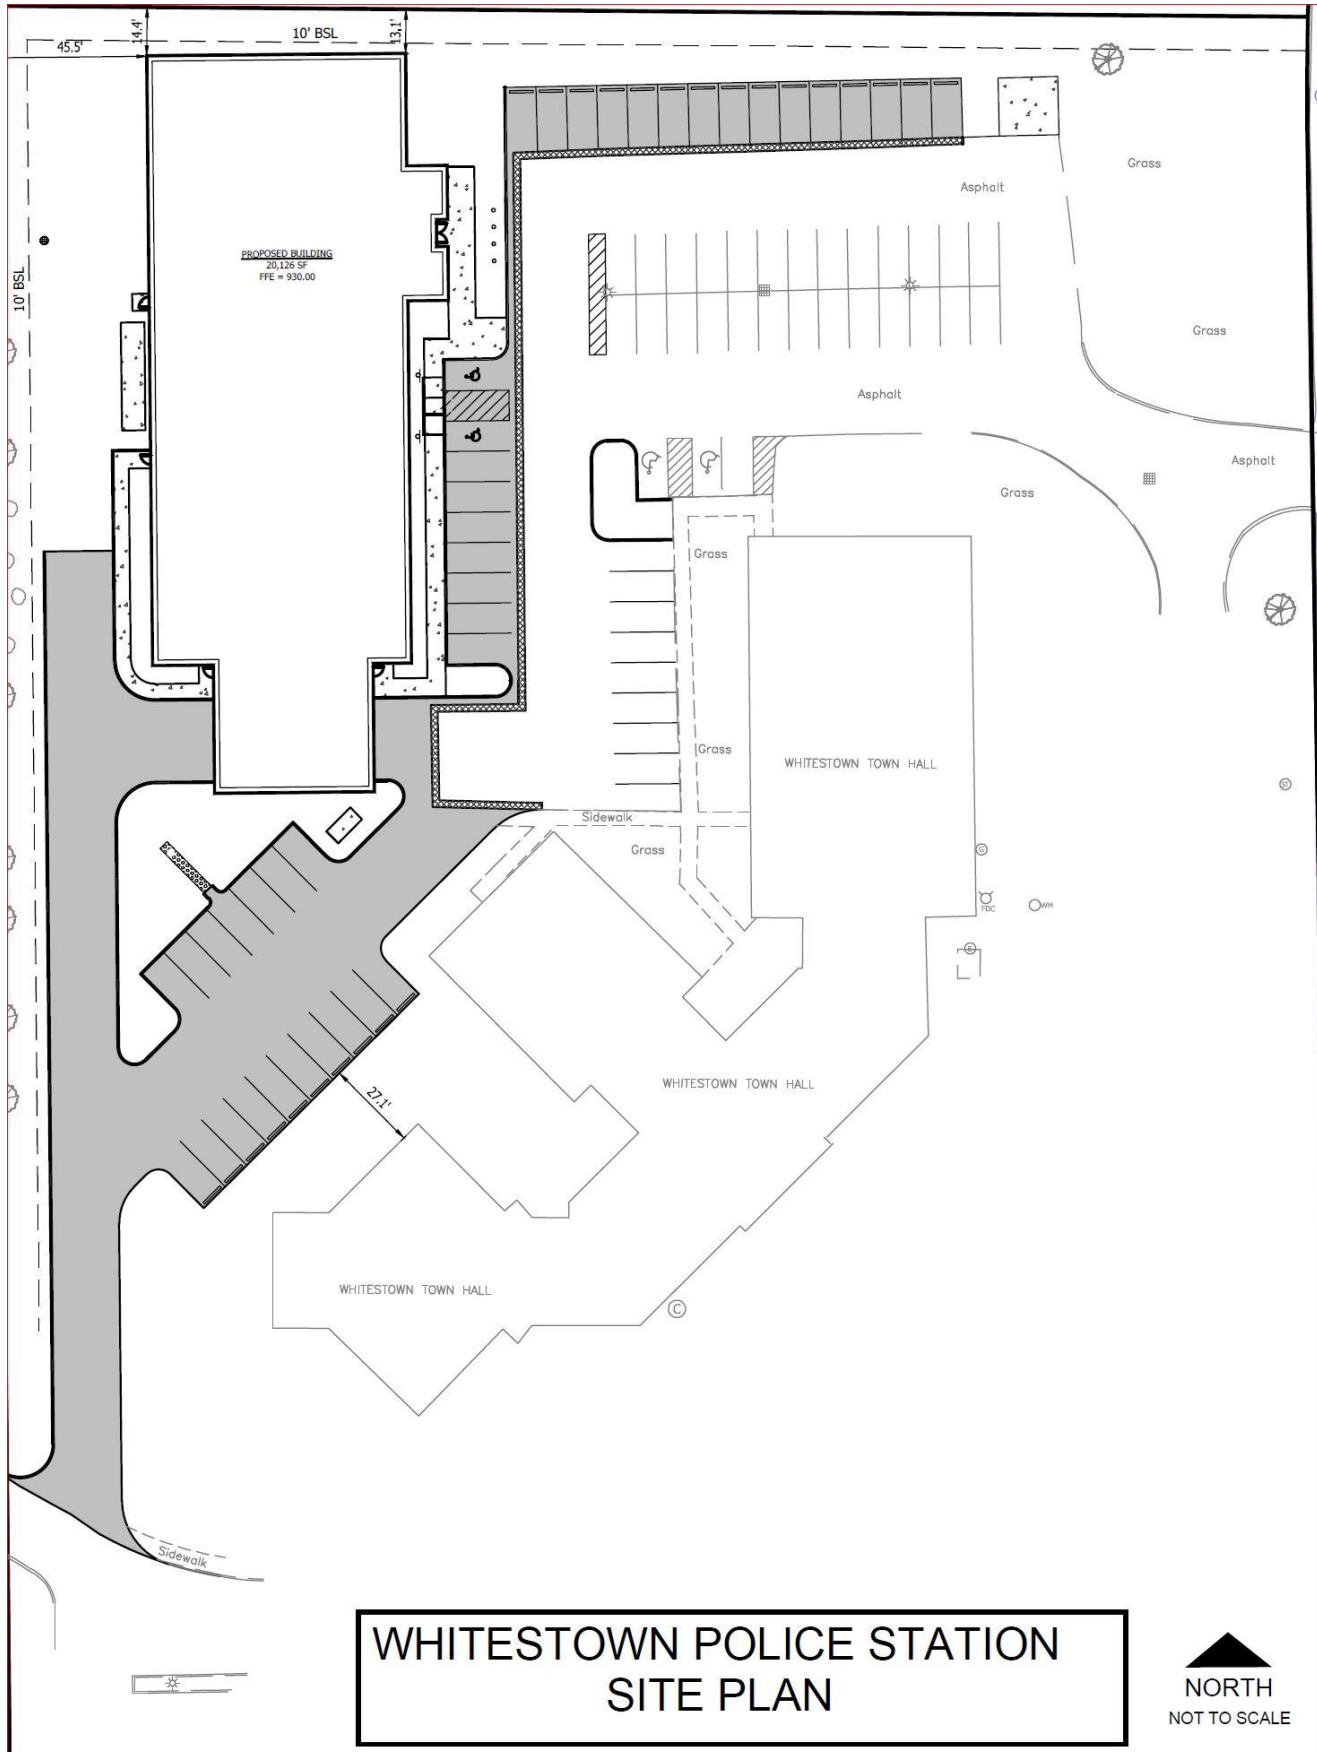 14.4'
10' BSL
13.1'
45.5'
PROPOSED BUILDING
20,126 SF
FFE = 930.00
10' BSL
Grass
Asphalt
Grass
Asphalt
Asphalt
Grass
Grass
Grass
WHITESTOWN TOWN HALL
ST
Sidewalk
Grass
G
FDC
WM
E
27.1'
WHITESTOWN TOWN HALL
WHITESTOWN TOWN HALL
C
Sidewalk
WHITESTOWN POLICE STATION
SITE PLAN
NORTH
NOT TO SCALE